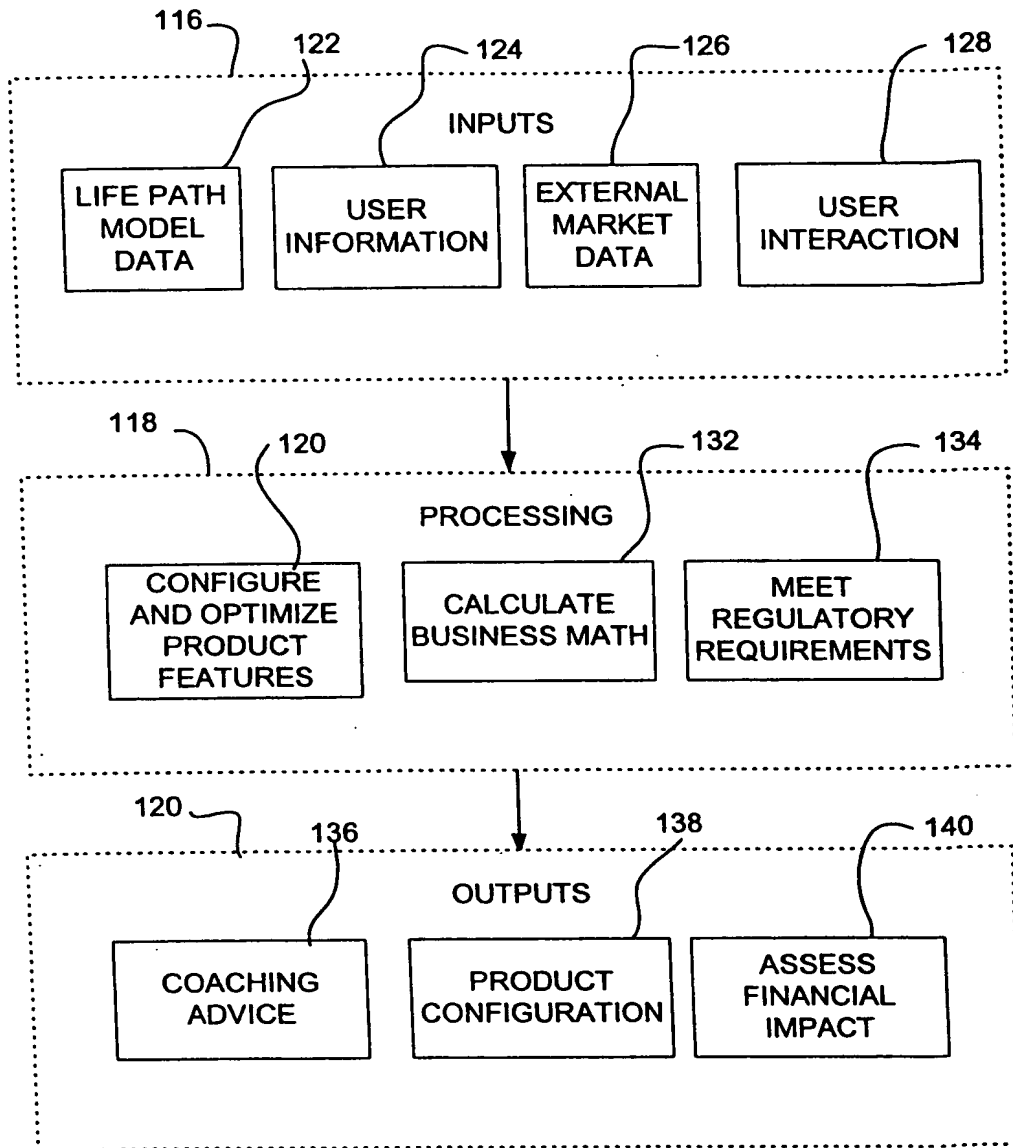 116
122
124
126
128
INPUTS
LIFE PATH
MODEL
DATA
USER
INFORMATION
EXTERNAL
MARKET
DATA
USER
INTERACTION
118
120
132
134
PROCESSING
CONFIGURE
AND OPTIMIZE
PRODUCT
FEATURES
CALCULATE
BUSINESS MATH
MEET
REGULATORY
REQUIREMENTS
120
136
138
140
OUTPUTS
COACHING
ADVICE
PRODUCT
CONFIGURATION
ASSESS
FINANCIAL
IMPACT